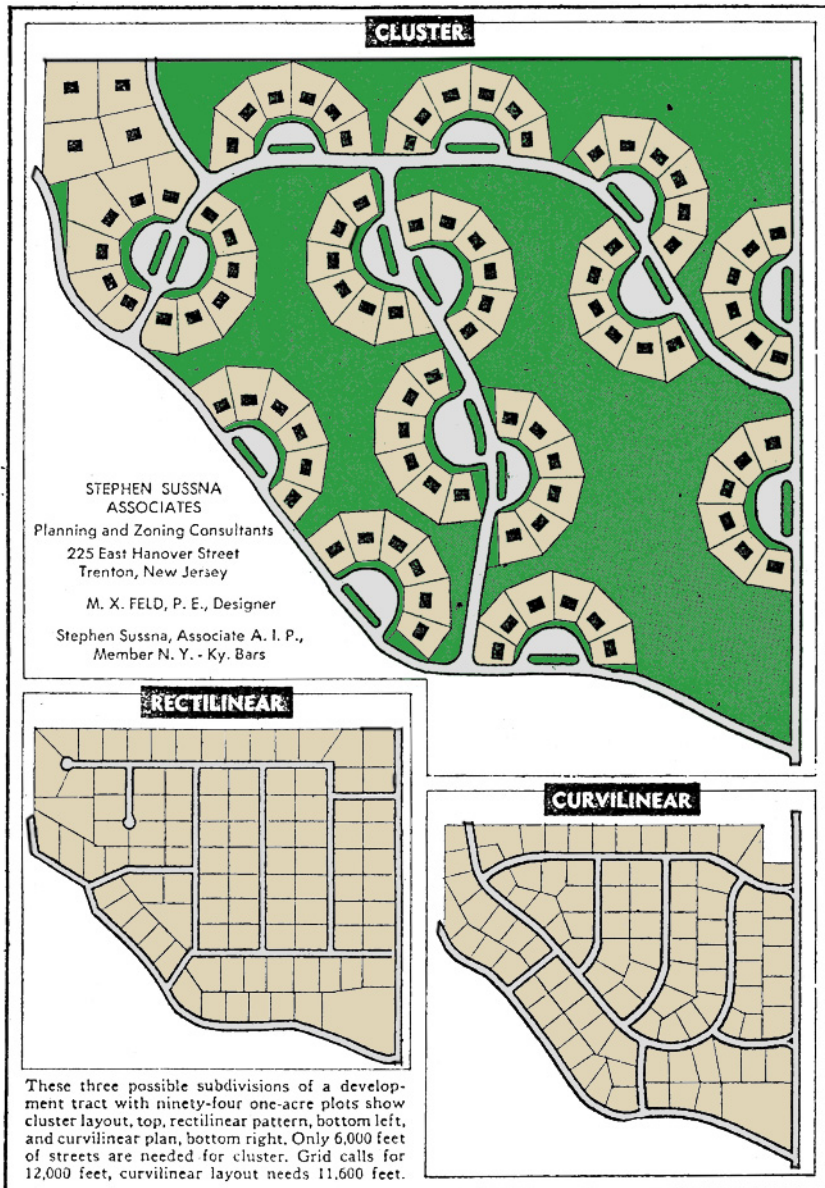 CLUSTER
STEPHEN SUSSNA
ASSOCIATES
Planning and Zoning Consultants
225 East Hanover Street
Trenton, New Jersey
M. X. FELD, P. E., Designer
Stephen Sussna, Associate A. I. P.,
Member N. Y. - Ky. Bars
RECTILINEAR
CURVILINEAR
These three possible subdivisions of a develop-
ment tract with ninety-four one-acre plots show
cluster layout, top, rectilinear pattern, bottom left,
and curvilinear plan, bottom right. Only 6,000 feet
of streets are needed for cluster. Grid calls for
12,000 feet, curvilinear layout needs 11,600 feet.